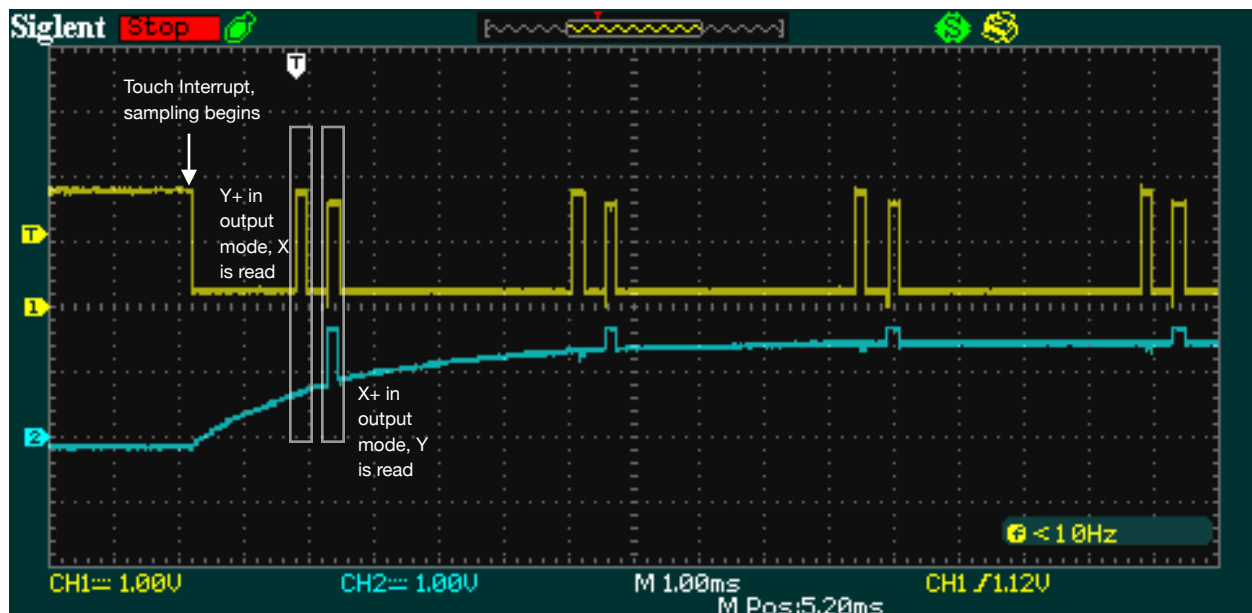 Siglent Stop
T
Touch Interrupt,
sampling begins
Y+ in
output
mode, X
is read
T
1
X+ in
output
mode, Y
is read
2
f <10Hz
CH1 1.00V CH2 1.00V M 1.00ms CH1 /1.12V
M Pos:5.20ms